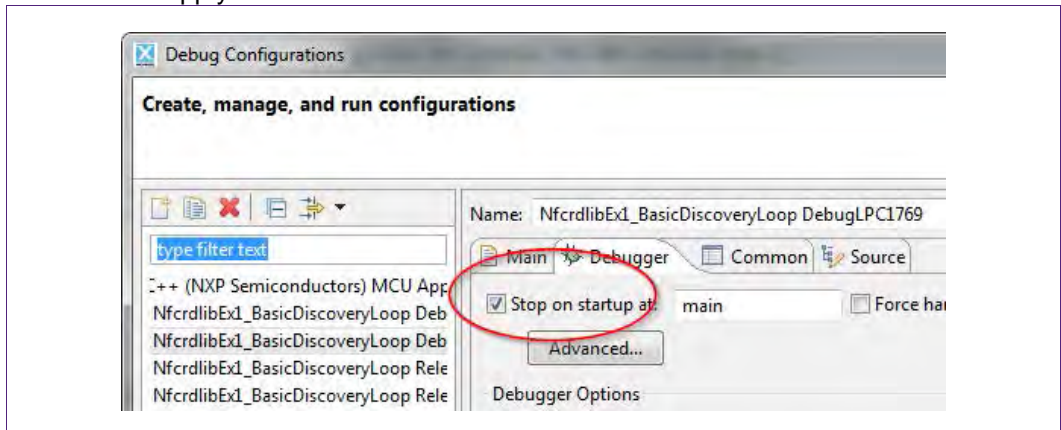 Debug Configurations
Create, manage, and run configurations
type filter text
Name: NfcrdlibEx1_BasicDiscoveryLoop DebugLPC1769
Main Debugger Common Source
C++ (NXP Semiconductors) MCU App
Stop on startup at: main Force har
NfcrdlibEx1_BasicDiscoveryLoop Deb
NfcrdlibEx1_BasicDiscoveryLoop Deb
Advanced...
NfcrdlibEx1_BasicDiscoveryLoop Rele
NfcrdlibEx1_BasicDiscoveryLoop Rele
Debugger Options